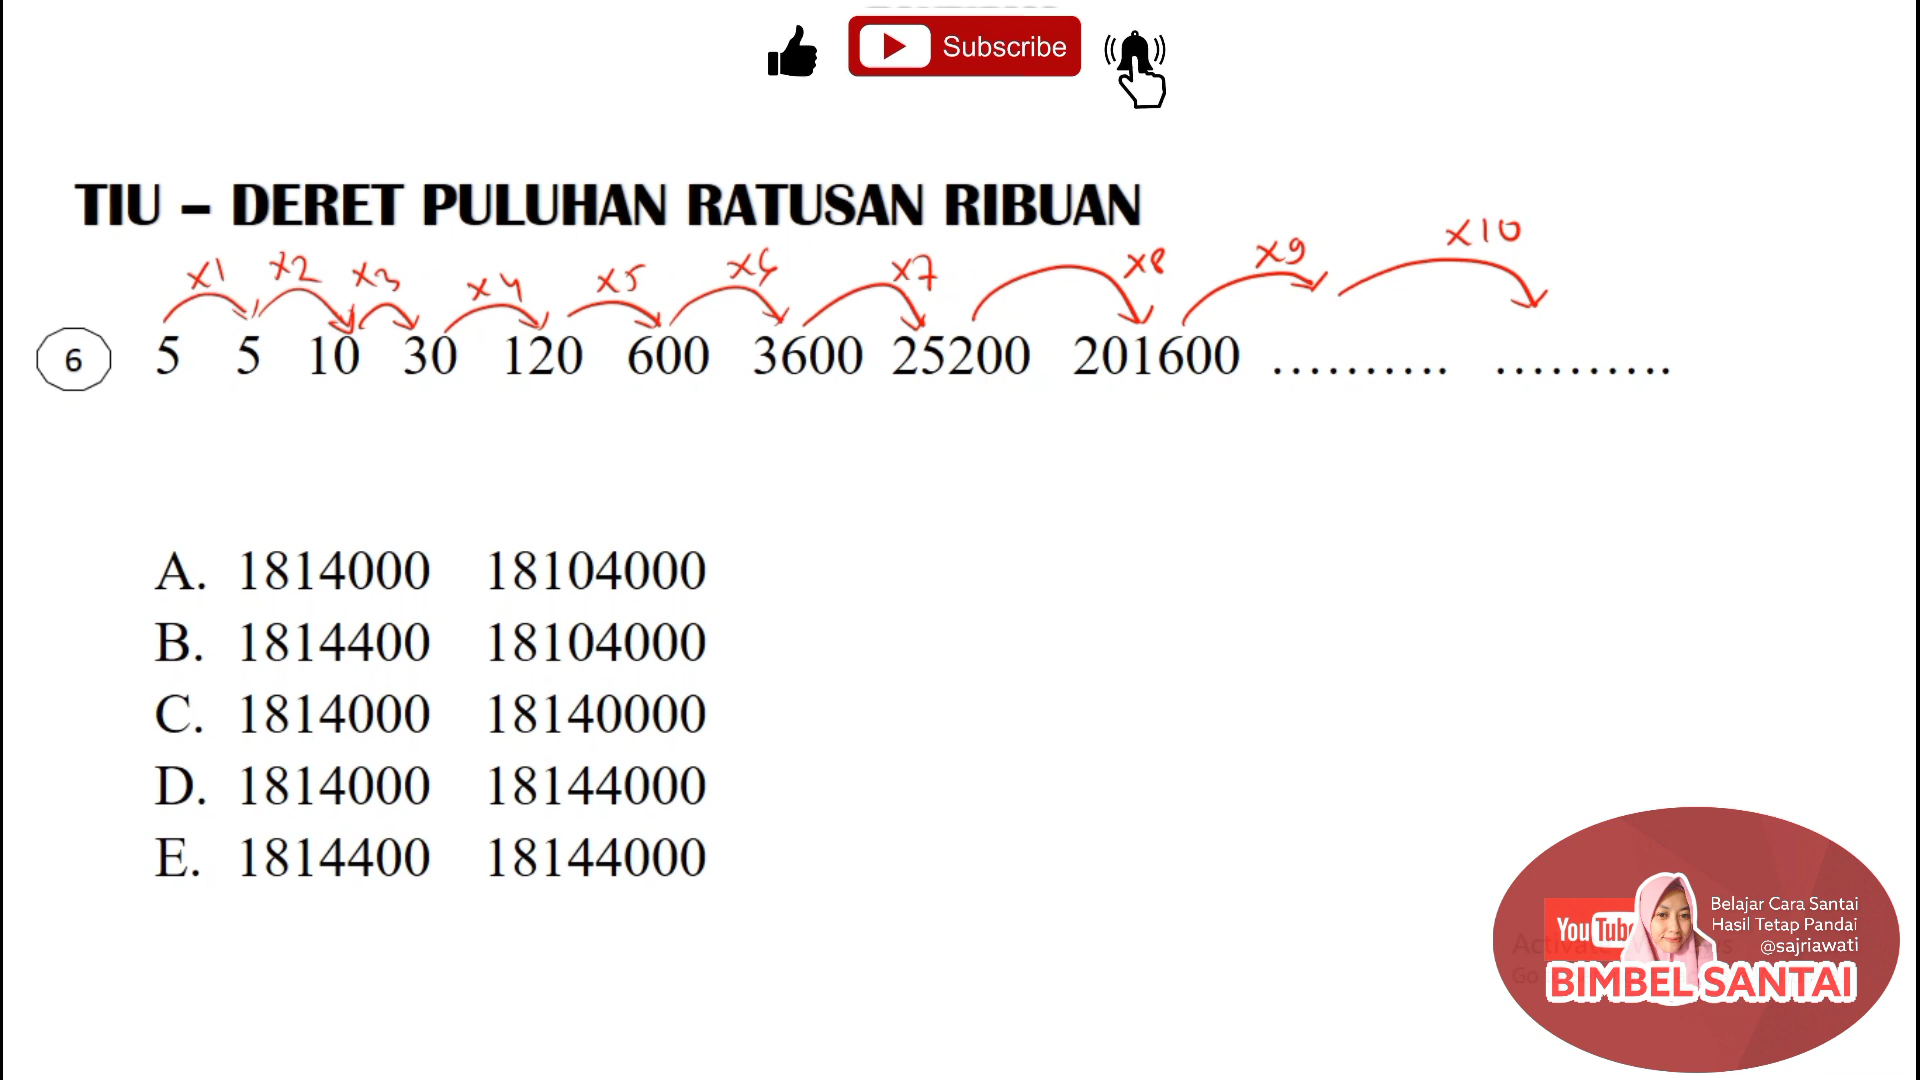 Subscribe
TIU – DERET PULUHAN RATUSAN RIBUAN
x1 x2 x3 x4 x5 x6 x7 x8 x9 x10
6 5 5 10 30 120 600 3600 25200 201600 .......... ..........
A. 1814000 18104000
B. 1814400 18104000
C. 1814000 18140000
D. 1814000 18144000
E. 1814400 18144000
Belajar Cara Santai
Hasil Tetap Pandai
@sajriawati
YouTube
BIMBEL SANTAI